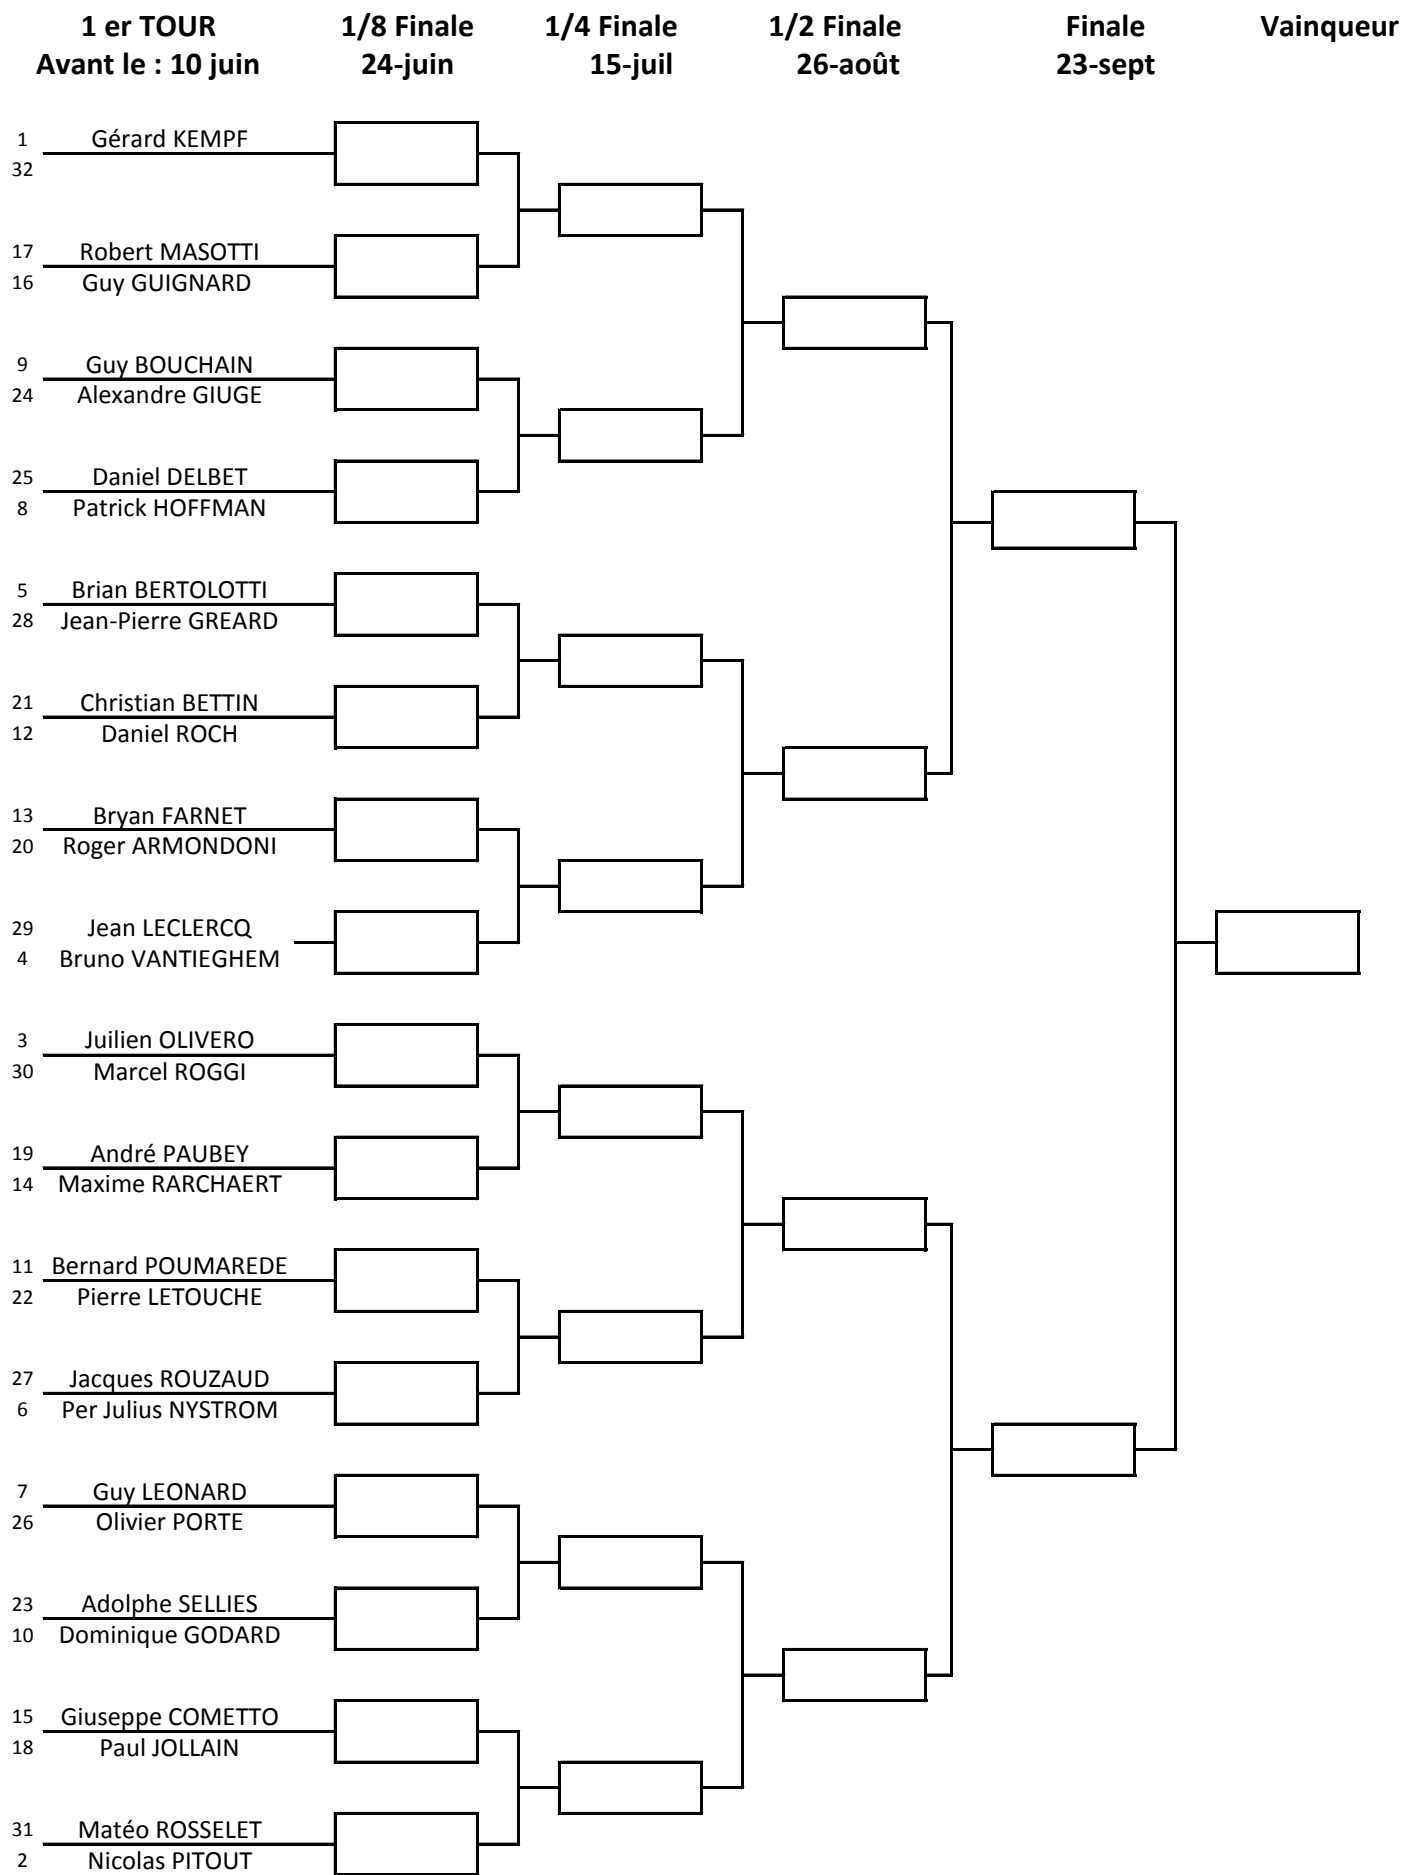 1 er TOUR 1/8 Finale 1/4 Finale 1/2 Finale Finale Vainqueur
Avant le : 10 juin 24-juin 15-juil 26-août 23-sept
1 Gérard KEMPF
32
17 Robert MASOTTI
16 Guy GUIGNARD
9 Guy BOUCHAIN
24 Alexandre GIUGE
25 Daniel DELBET
8 Patrick HOFFMAN
5 Brian BERTOLOTTI
28 Jean-Pierre GREARD
21 Christian BETTIN
12 Daniel ROCH
13 Bryan FARNET
20 Roger ARMONDONI
29 Jean LECLERCQ
4 Bruno VANTIEGHEM
3 Juilien OLIVERO
30 Marcel ROGGI
19 André PAUBEY
14 Maxime RARCHAERT
11 Bernard POUMAREDE
22 Pierre LETOUCHE
27 Jacques ROUZAUD
6 Per Julius NYSTROM
7 Guy LEONARD
26 Olivier PORTE
23 Adolphe SELLIES
10 Dominique GODARD
15 Giuseppe COMETTO
18 Paul JOLLAIN
31 Matéo ROSSELET
2 Nicolas PITOUT